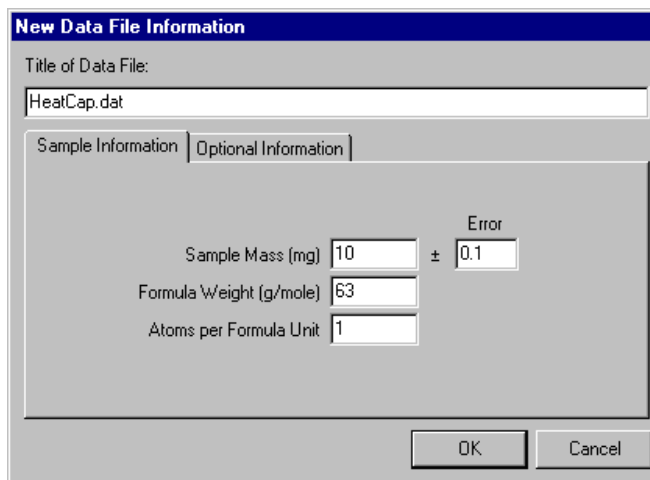 New Data File Information
Title of Data File:
HeatCap.dat
Sample Information Optional Information
Error
Sample Mass (mg) 10 ± 0.1
Formula Weight (g/mole) 63
Atoms per Formula Unit 1
OK Cancel